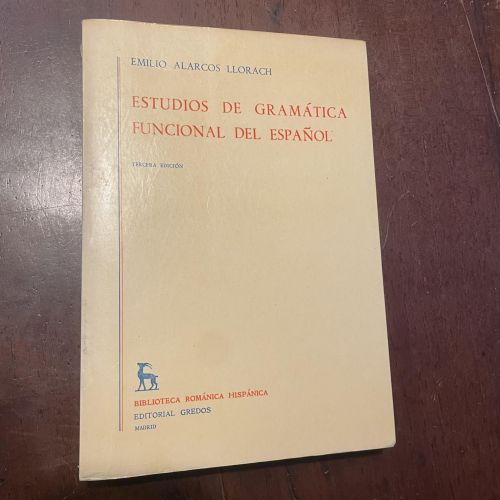 EMILIO ALARCOS LLORACH
ESTUDIOS DE GRAMÁTICA
FUNCIONAL DEL ESPAÑOL
TERCERA EDICIÓN
BIBLIOTECA ROMÁNICA HISPÁNICA
EDITORIAL GREDOS
MADRID